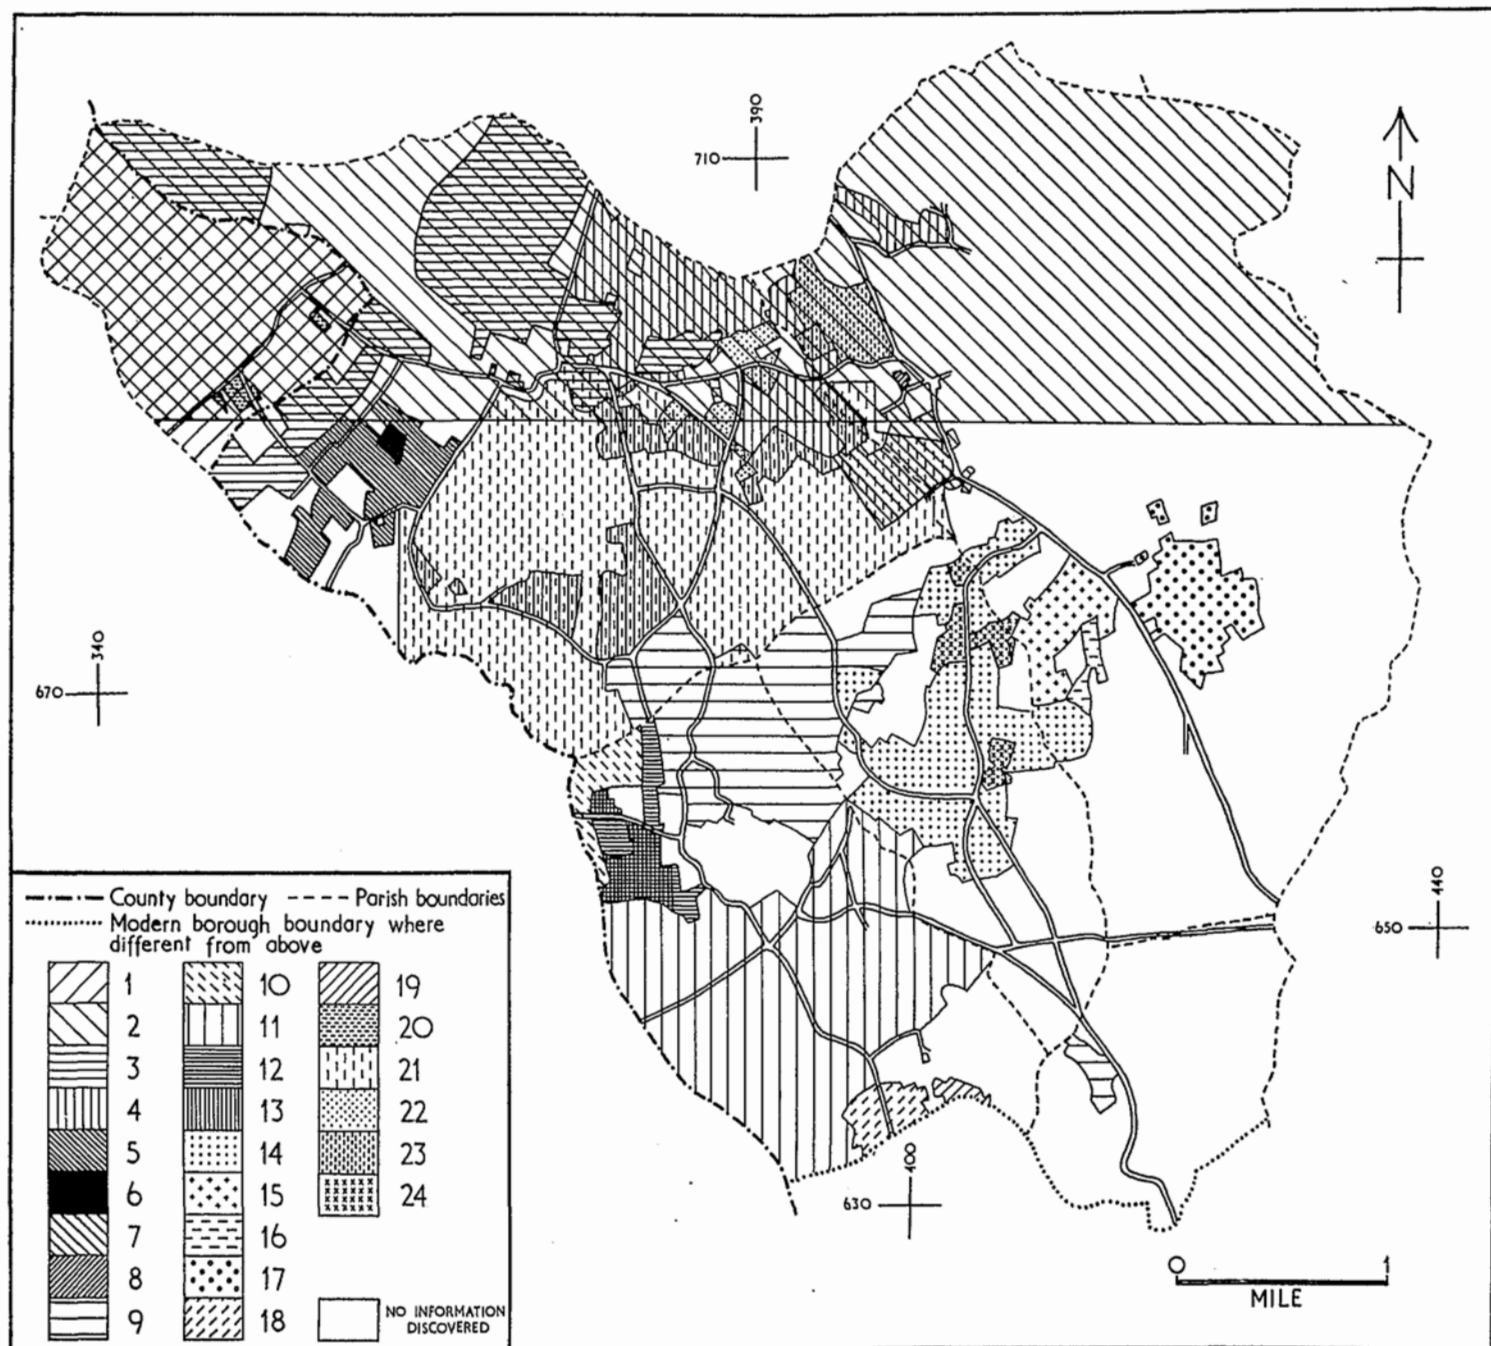 390
710
N
340
670
440
650
400
630
0 1
MILE
County boundary Parish boundaries
Modern borough boundary where
different from above
1 10 19
2 11 20
3 12 21
4 13 22
5 14 23
6 15 24
7 16
8 17
9 18
NO INFORMATION
DISCOVERED